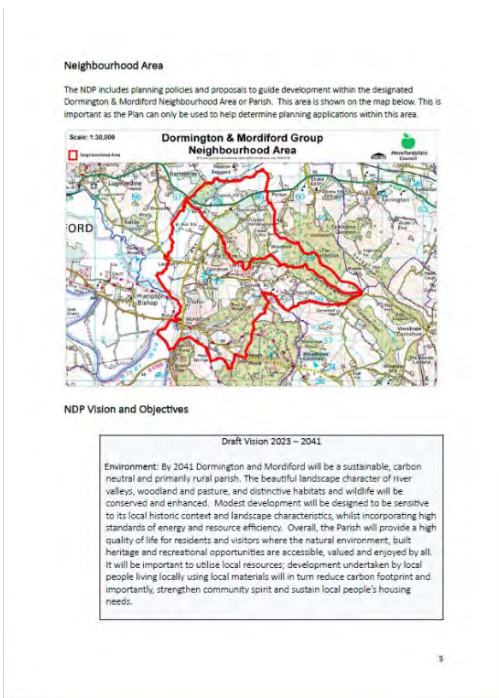 Neighbourhood Area
The NDP includes planning policies and proposals to guide development within the designated
Dormington & Mordiford Neighbourhood Area or Parish.  This area is shown on the map below. This is
important as the Plan can only be used to help determine planning applications within this area.
Scale: 1:30,000
Dormington & Mordiford Group
Neighbourhood Area
Neighbourhood Area
Herefordshire
Council
Lugwardine
Bartestree
Tarrington
ORD
Hampton
Bishop
NDP Vision and Objectives
Draft Vision 2023 – 2041
Environment: By 2041 Dormington and Mordiford will be a sustainable, carbon
neutral and primarily rural parish. The beautiful landscape character of river
valleys, woodland and pasture, and distinctive habitats and wildlife will be
conserved and enhanced.  Modest development will be designed to be sensitive
to its local historic context and landscape characteristics, whilst incorporating high
standards of energy and resource efficiency.  Overall, the Parish will provide a high
quality of life for residents and visitors where the natural environment, built
heritage and recreational opportunities are accessible, valued and enjoyed by all.
It will be important to utilise local resources; development undertaken by local
people living locally using local materials will in turn reduce carbon footprint and
importantly, strengthen community spirit and sustain local people's housing
needs.